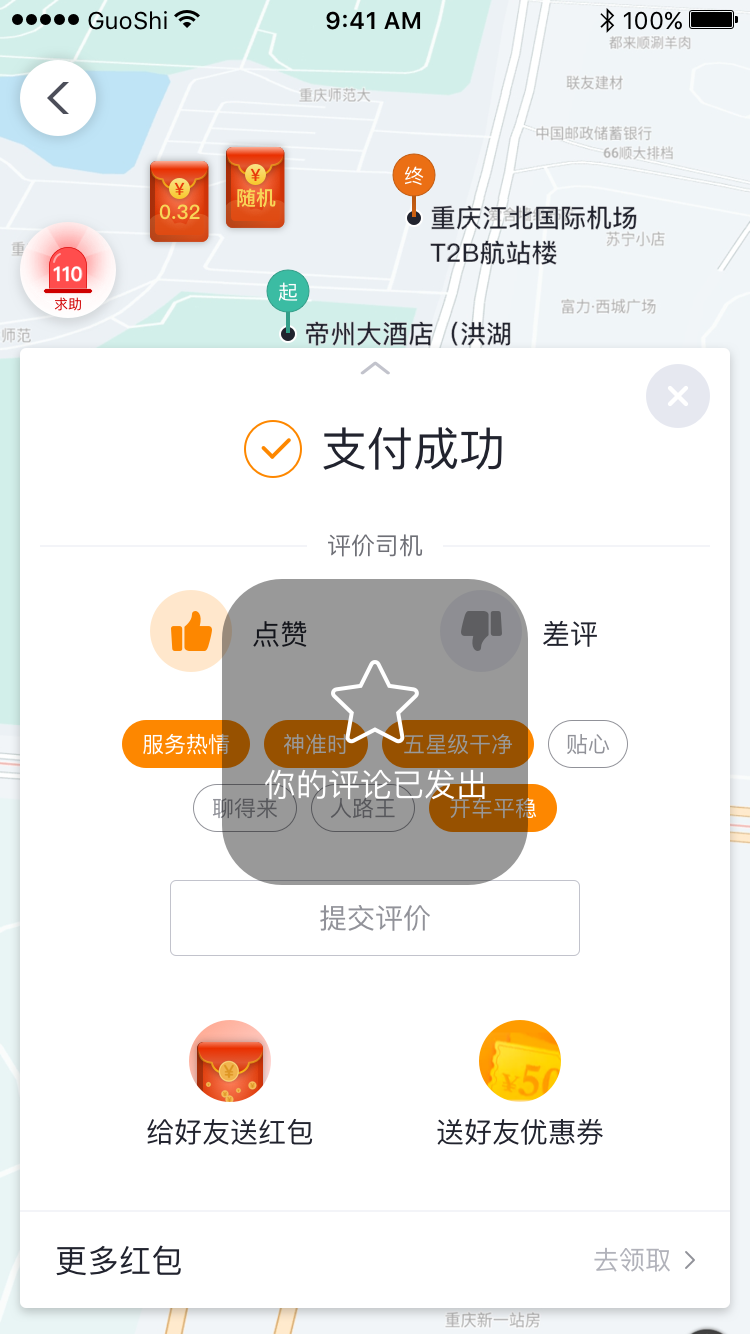 GuoShi 9:41 AM 100%
都来顺涮羊肉
联友建材
重庆师范大
中国邮政储蓄银行
66顺大排档
¥ 0.32
¥ 随机
终
重庆江北国际机场
T2B航站楼
苏宁小店
重
110
求助
起
富力·西城广场
师范
帝州大酒店（洪湖
支付成功
评价司机
点赞
差评
服务热情 神准时 五星级干净 贴心
你的评论已发出
聊得来 人路王 开车平稳
提交评价
¥
¥50
给好友送红包
送好友优惠券
更多红包
去领取
重庆新一站房